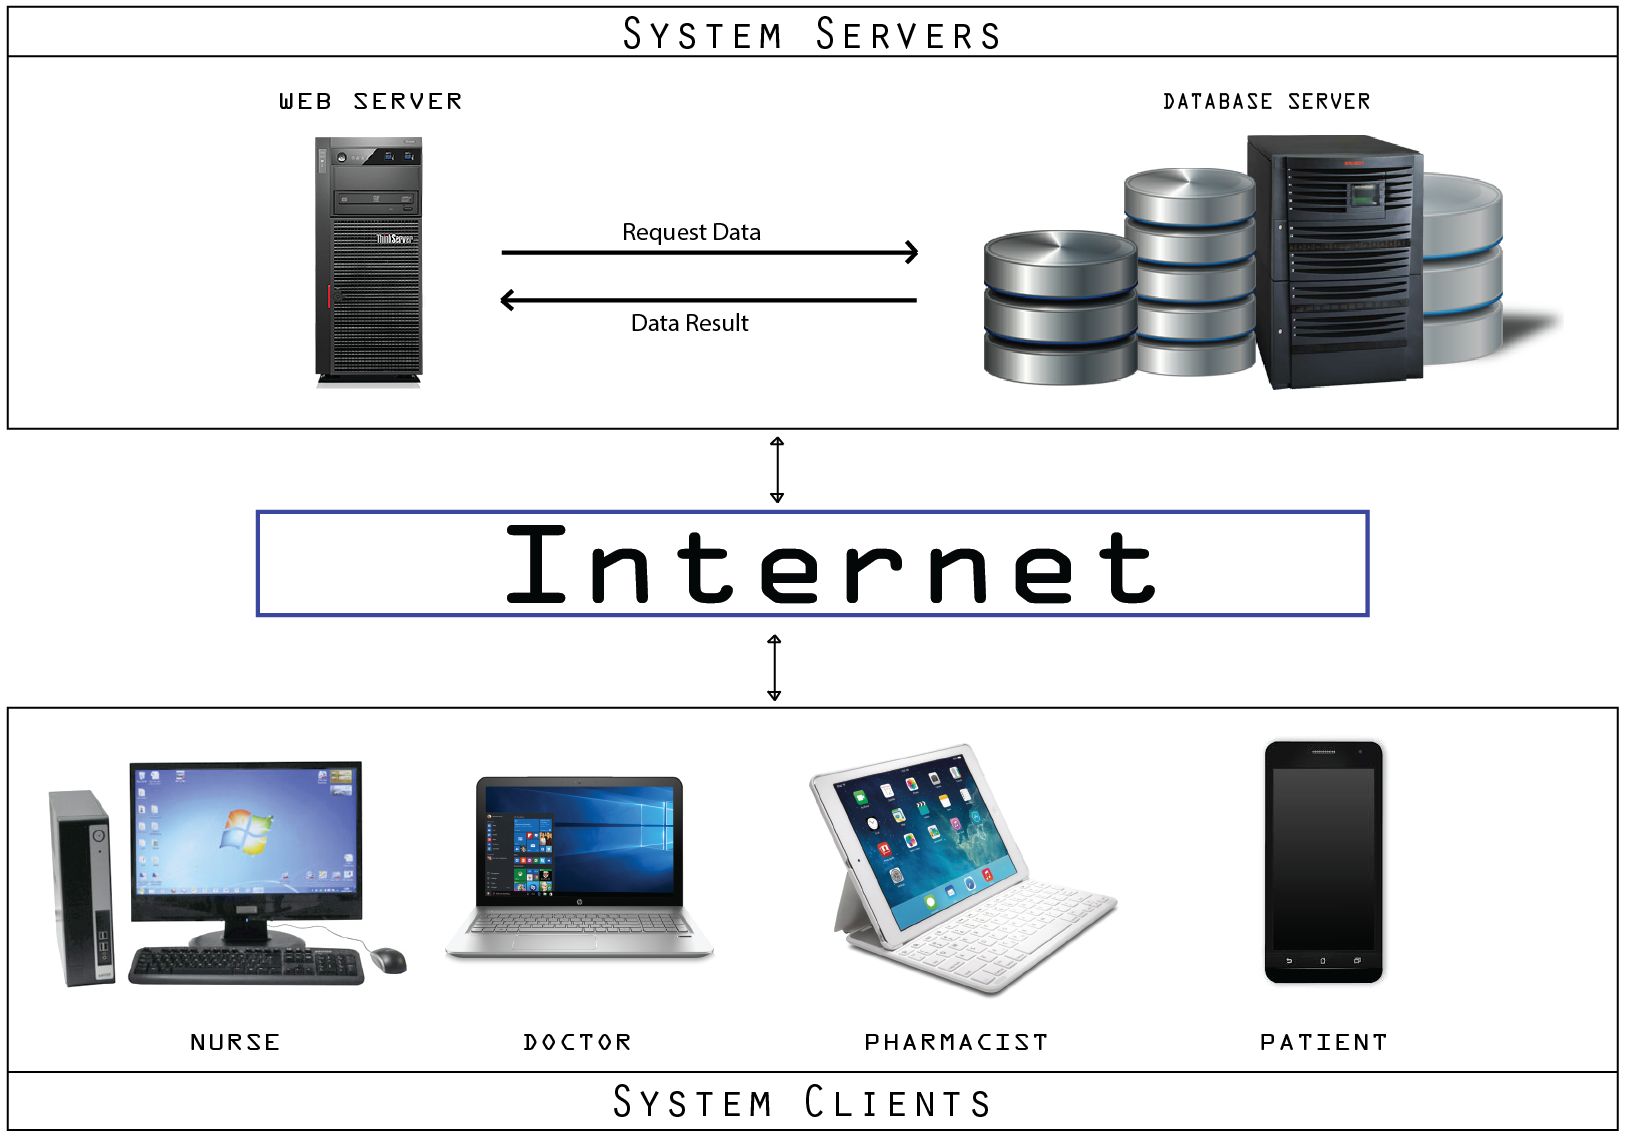 SYSTEM SERVERS
WEB SERVER
DATABASE SERVER
ThinkServer
Request Data
Data Result
Internet
NURSE
DOCTOR
PHARMACIST
PATIENT
SYSTEM CLIENTS